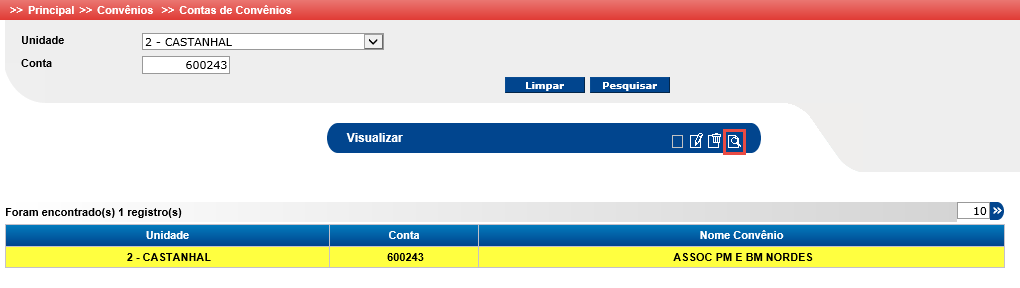 >> Principal >> Convênios >> Contas de Convênios
Unidade 2 - CASTANHAL
Conta 600243
Limpar Pesquisar
Visualizar
Foram encontrado(s) 1 registro(s) 10 »
Unidade Conta Nome Convênio
2 - CASTANHAL 600243 ASSOC PM E BM NORDES